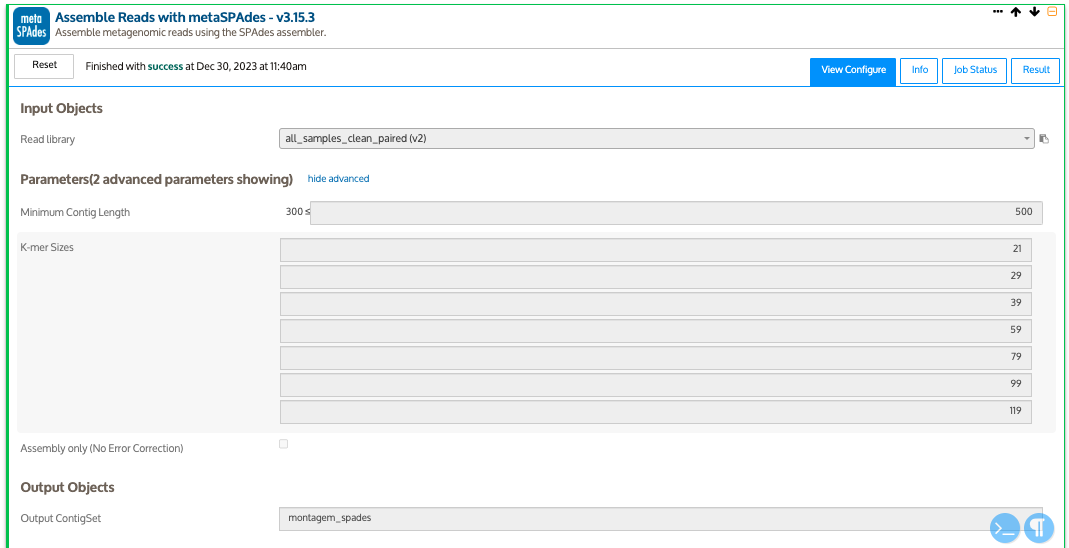 meta
SPAdes
Assemble Reads with metaSPAdes - v3.15.3
Assemble metagenomic reads using the SPAdes assembler.
Reset
Finished with success at Dec 30, 2023 at 11:40am
View Configure
Info
Job Status
Result
Input Objects
Read library
all_samples_clean_paired (v2)
Parameters(2 advanced parameters showing) hide advanced
Minimum Contig Length
300 ≤
500
K-mer Sizes
21
29
39
59
79
99
119
Assembly only (No Error Correction)
Output Objects
Output ContigSet
montagem_spades